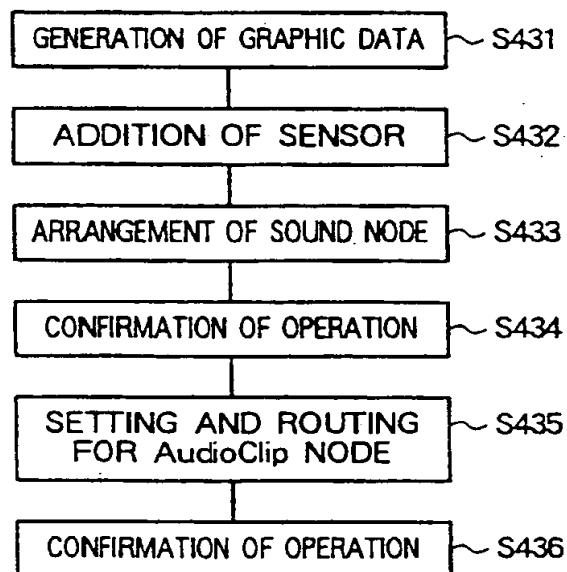 GENERATION OF GRAPHIC DATA S431
ADDITION OF SENSOR S432
ARRANGEMENT OF SOUND NODE S433
CONFIRMATION OF OPERATION S434
SETTING AND ROUTING S435
FOR AudioClip NODE
CONFIRMATION OF OPERATION S436